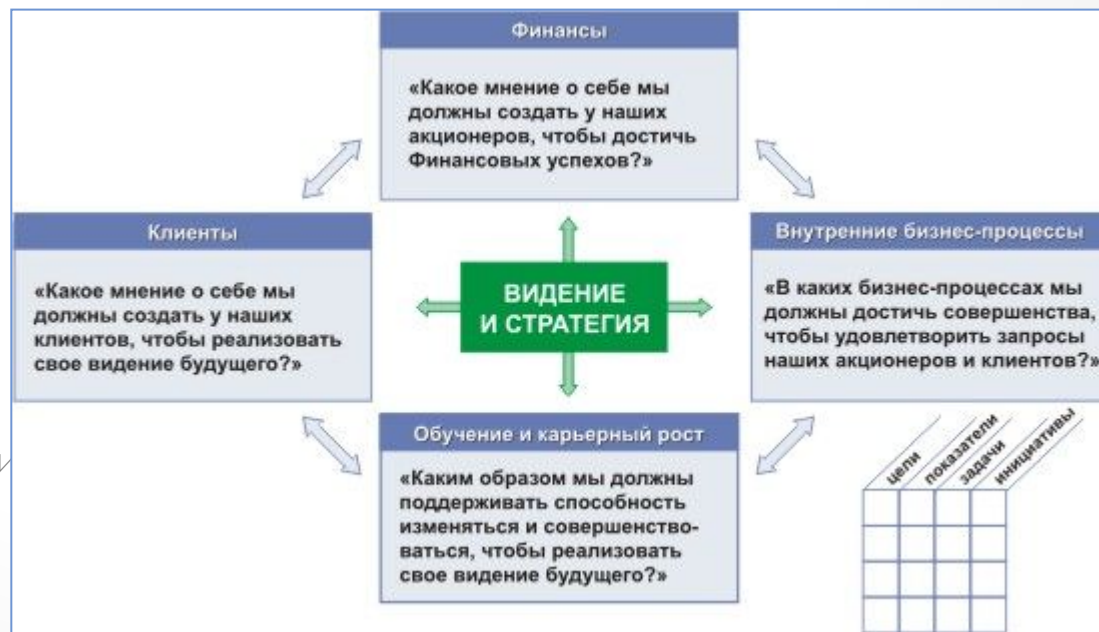 Финансы
«Какое мнение о себе мы
должны создать у наших
акционеров, чтобы достичь
Финансовых успехов?»
Клиенты
«Какое мнение о себе мы
должны создать у наших
клиентов, чтобы реализовать
свое видение будущего?»
ВИДЕНИЕ
И СТРАТЕГИЯ
Внутренние бизнес-процессы
«В каких бизнес-процессах мы
должны достичь совершенства,
чтобы удовлетворить запросы
наших акционеров и клиентов?»
Обучение и карьерный рост
«Каким образом мы должны
поддерживать способность
изменяться и совершенство-
ваться, чтобы реализовать
свое видение будущего?»
цели
показатели
задачи
инициативы